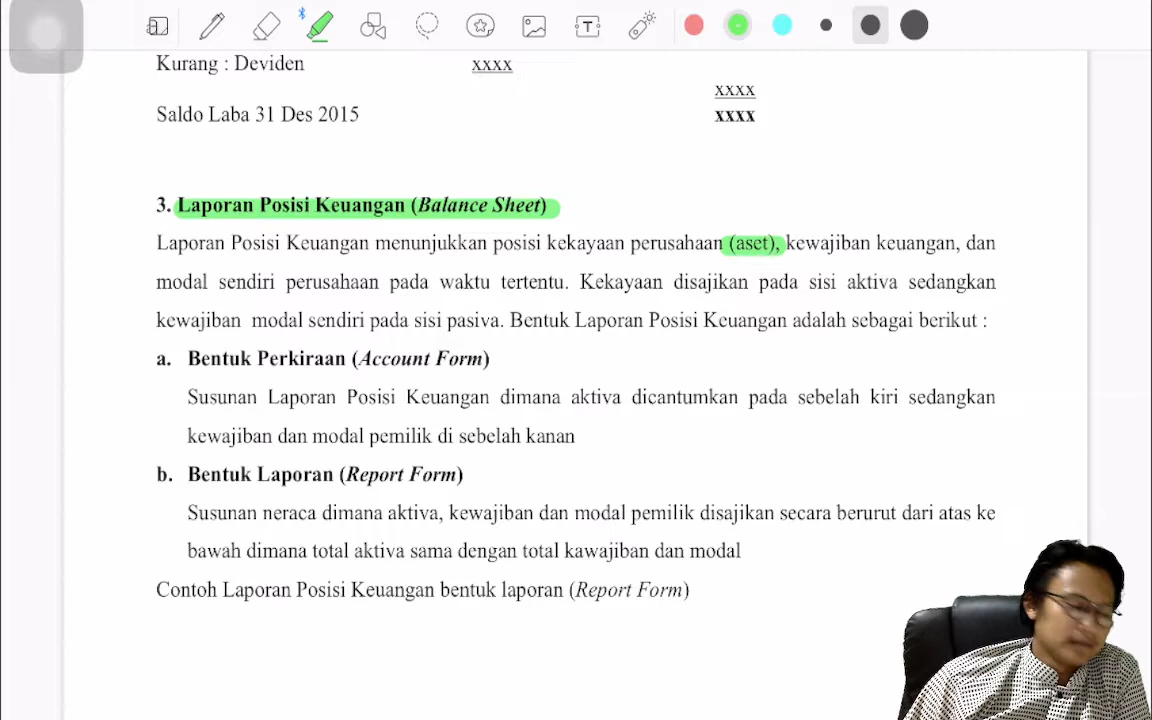 Kurang : Deviden xxxx
xxxx
Saldo Laba 31 Des 2015 xxxx
3. Laporan Posisi Keuangan (Balance Sheet)
Laporan Posisi Keuangan menunjukkan posisi kekayaan perusahaan (aset), kewajiban keuangan, dan
modal sendiri perusahaan pada waktu tertentu. Kekayaan disajikan pada sisi aktiva sedangkan
kewajiban modal sendiri pada sisi pasiva. Bentuk Laporan Posisi Keuangan adalah sebagai berikut :
a. Bentuk Perkiraan (Account Form)
Susunan Laporan Posisi Keuangan dimana aktiva dicantumkan pada sebelah kiri sedangkan
kewajiban dan modal pemilik di sebelah kanan
b. Bentuk Laporan (Report Form)
Susunan neraca dimana aktiva, kewajiban dan modal pemilik disajikan secara berurut dari atas ke
bawah dimana total aktiva sama dengan total kawajiban dan modal
Contoh Laporan Posisi Keuangan bentuk laporan (Report Form)